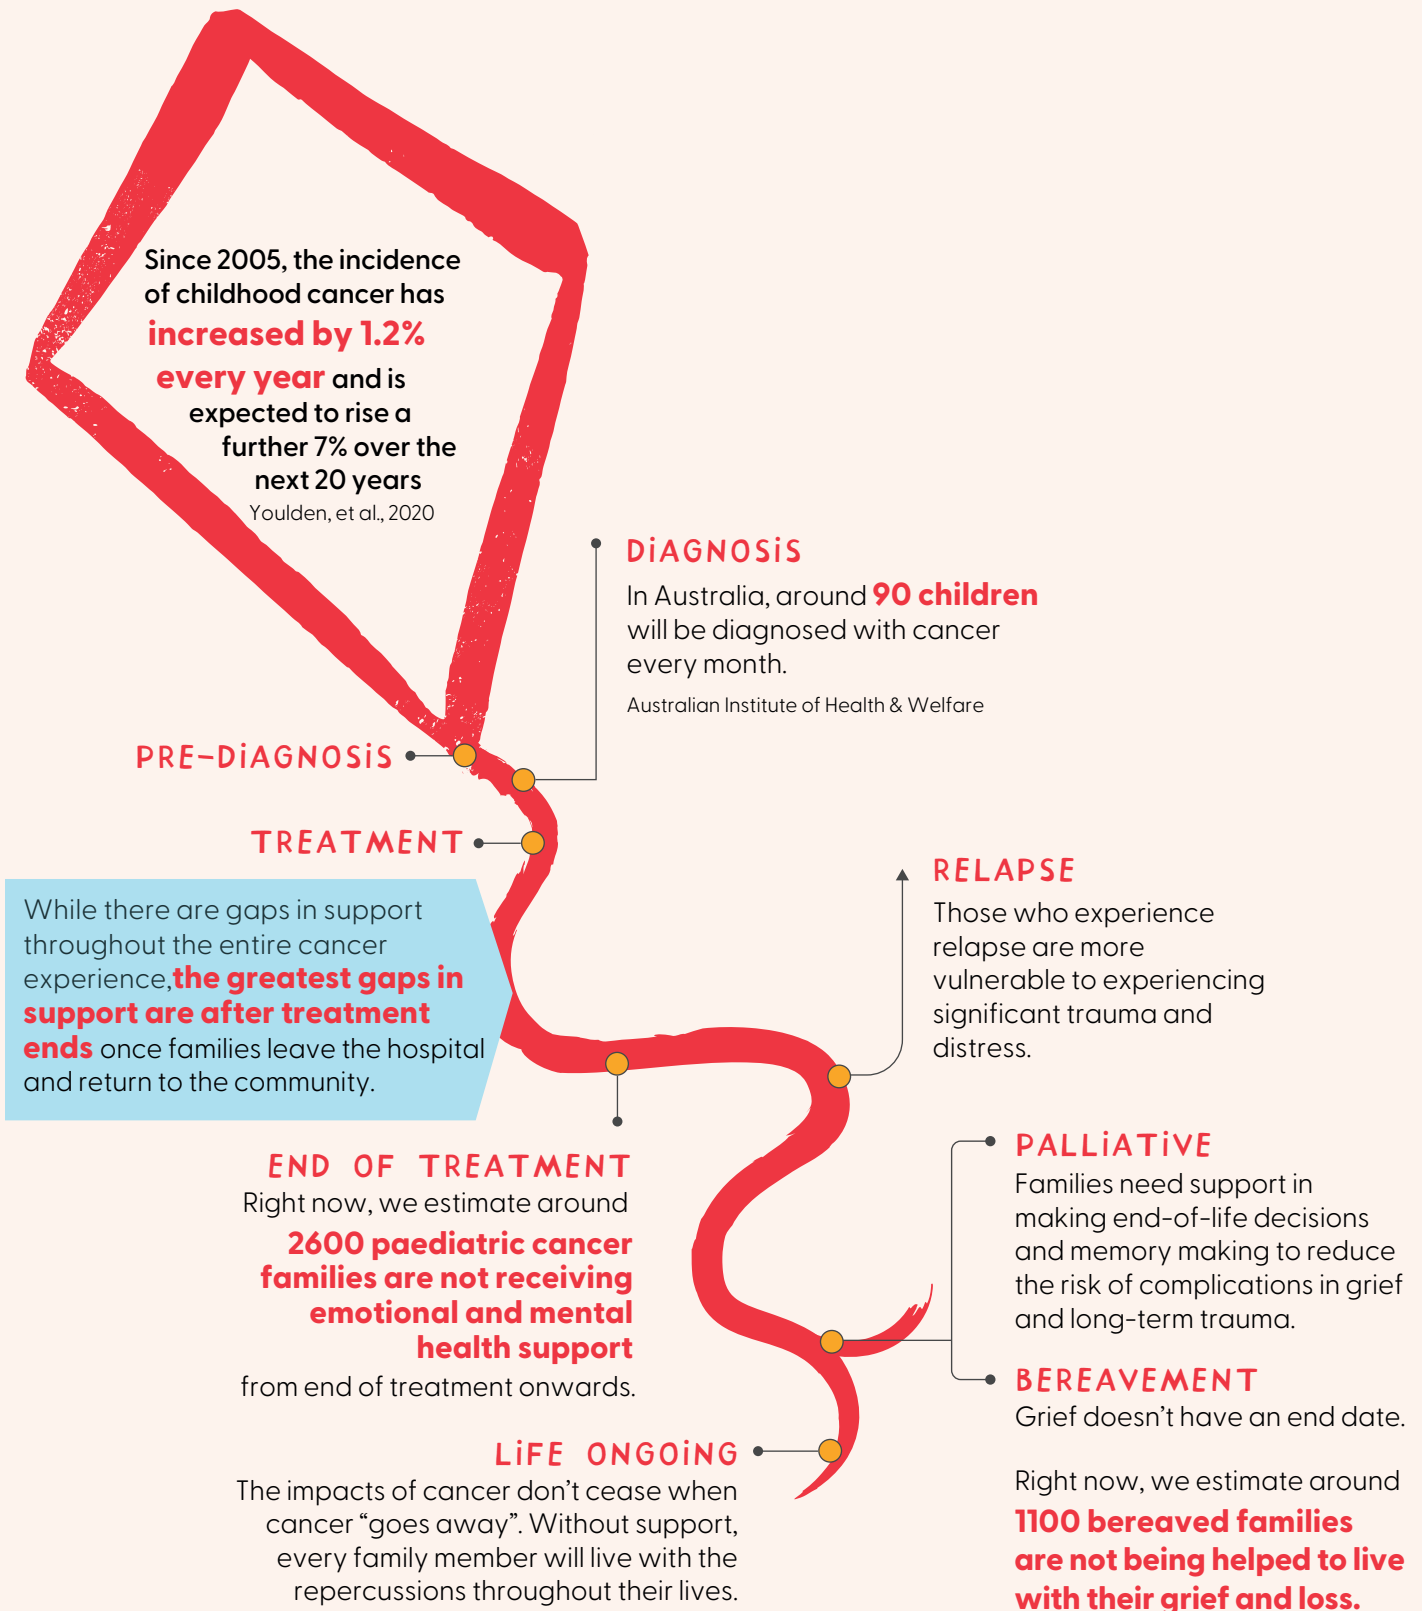 Since 2005, the incidence
of childhood cancer has
increased by 1.2%
every year and is
expected to rise a
further 7% over the
next 20 years
Youlden, et al., 2020
DiAGNOSiS
In Australia, around 90 children
will be diagnosed with cancer
every month.
Australian Institute of Health & Welfare
PRE-DiAGNOSiS
TREATMENT
While there are gaps in support
throughout the entire cancer
experience, the greatest gaps in
support are after treatment
ends once families leave the hospital
and return to the community.
RELAPSE
Those who experience
relapse are more
vulnerable to experiencing
significant trauma and
distress.
END OF TREATMENT
Right now, we estimate around
2600 paediatric cancer
families are not receiving
emotional and mental
health support
from end of treatment onwards.
PALLiATiVE
Families need support in
making end-of-life decisions
and memory making to reduce
the risk of complications in grief
and long-term trauma.
BEREAVEMENT
Grief doesn't have an end date.
Right now, we estimate around
1100 bereaved families
are not being helped to live
with their grief and loss.
LiFE ONGOiNG
The impacts of cancer don't cease when
cancer “goes away”. Without support,
every family member will live with the
repercussions throughout their lives.